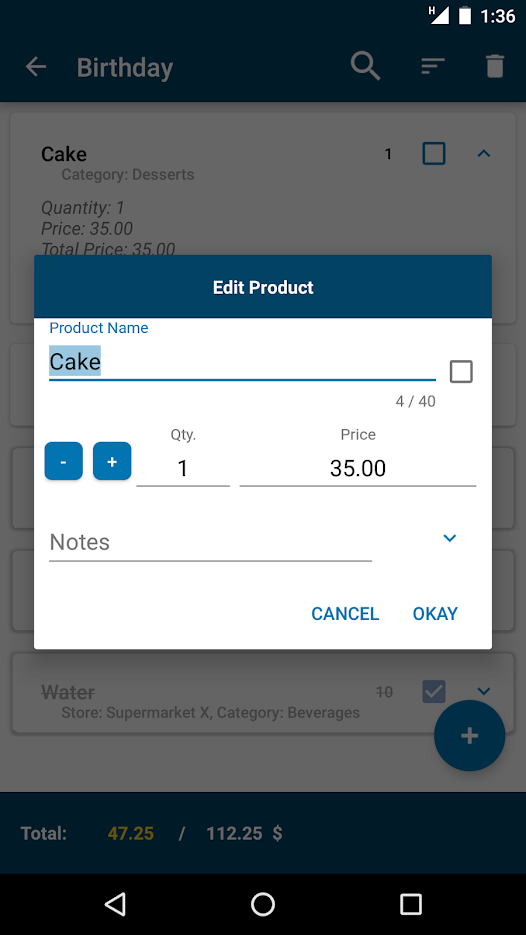 H 1:36
Birthday
Cake 1
Category: Desserts
Quantity: 1
Price: 35.00
Total Price: 35.00
Edit Product
Product Name
Cake
4 / 40
Qty. Price
- + 1 35.00
Notes
CANCEL OKAY
Water 10
Store: Supermarket X, Category: Beverages
+
Total: 47.25 / 112.25 $